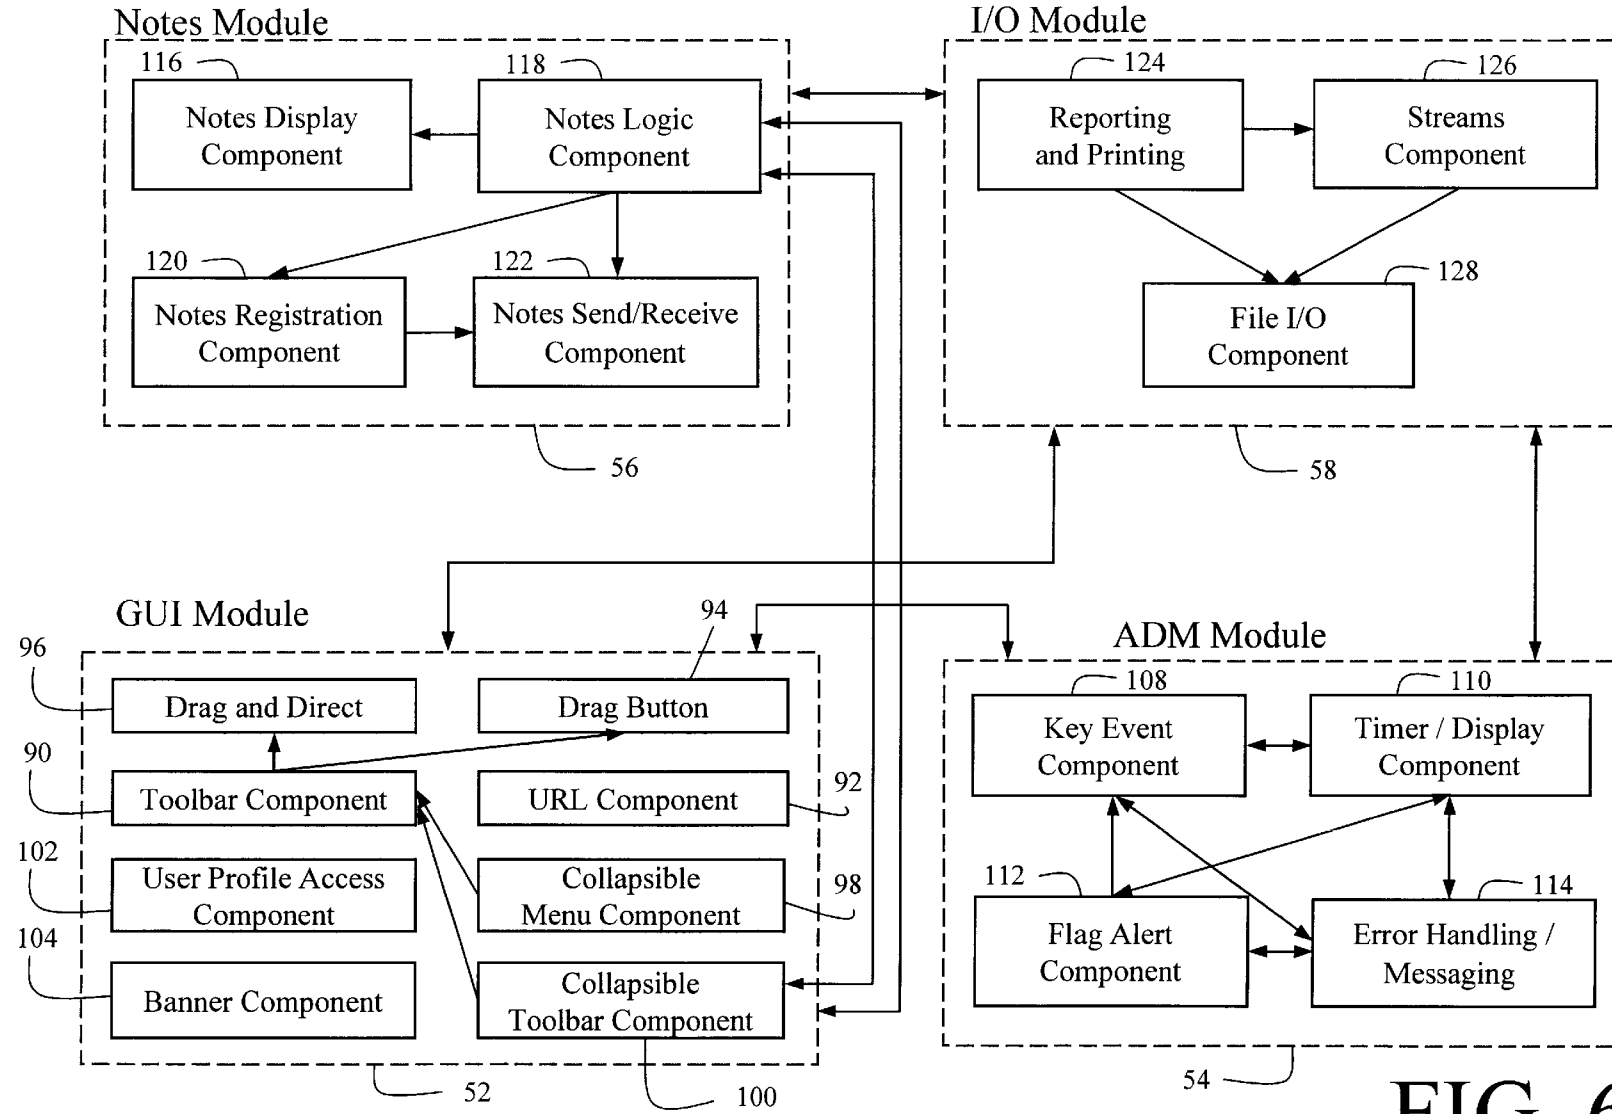 Notes Module
116
118
Notes Display
Component
Notes Logic
Component
120
122
Notes Registration
Component
Notes Send/Receive
Component
56
I/O Module
124
126
Reporting
and Printing
Streams
Component
128
File I/O
Component
58
GUI Module
94
96
Drag and Direct
Drag Button
90
Toolbar Component
URL Component
92
102
User Profile Access
Component
Collapsible
Menu Component
98
104
Banner Component
Collapsible
Toolbar Component
52
100
ADM Module
108
110
Key Event
Component
Timer / Display
Component
112
114
Flag Alert
Component
Error Handling /
Messaging
54
FIG. 6